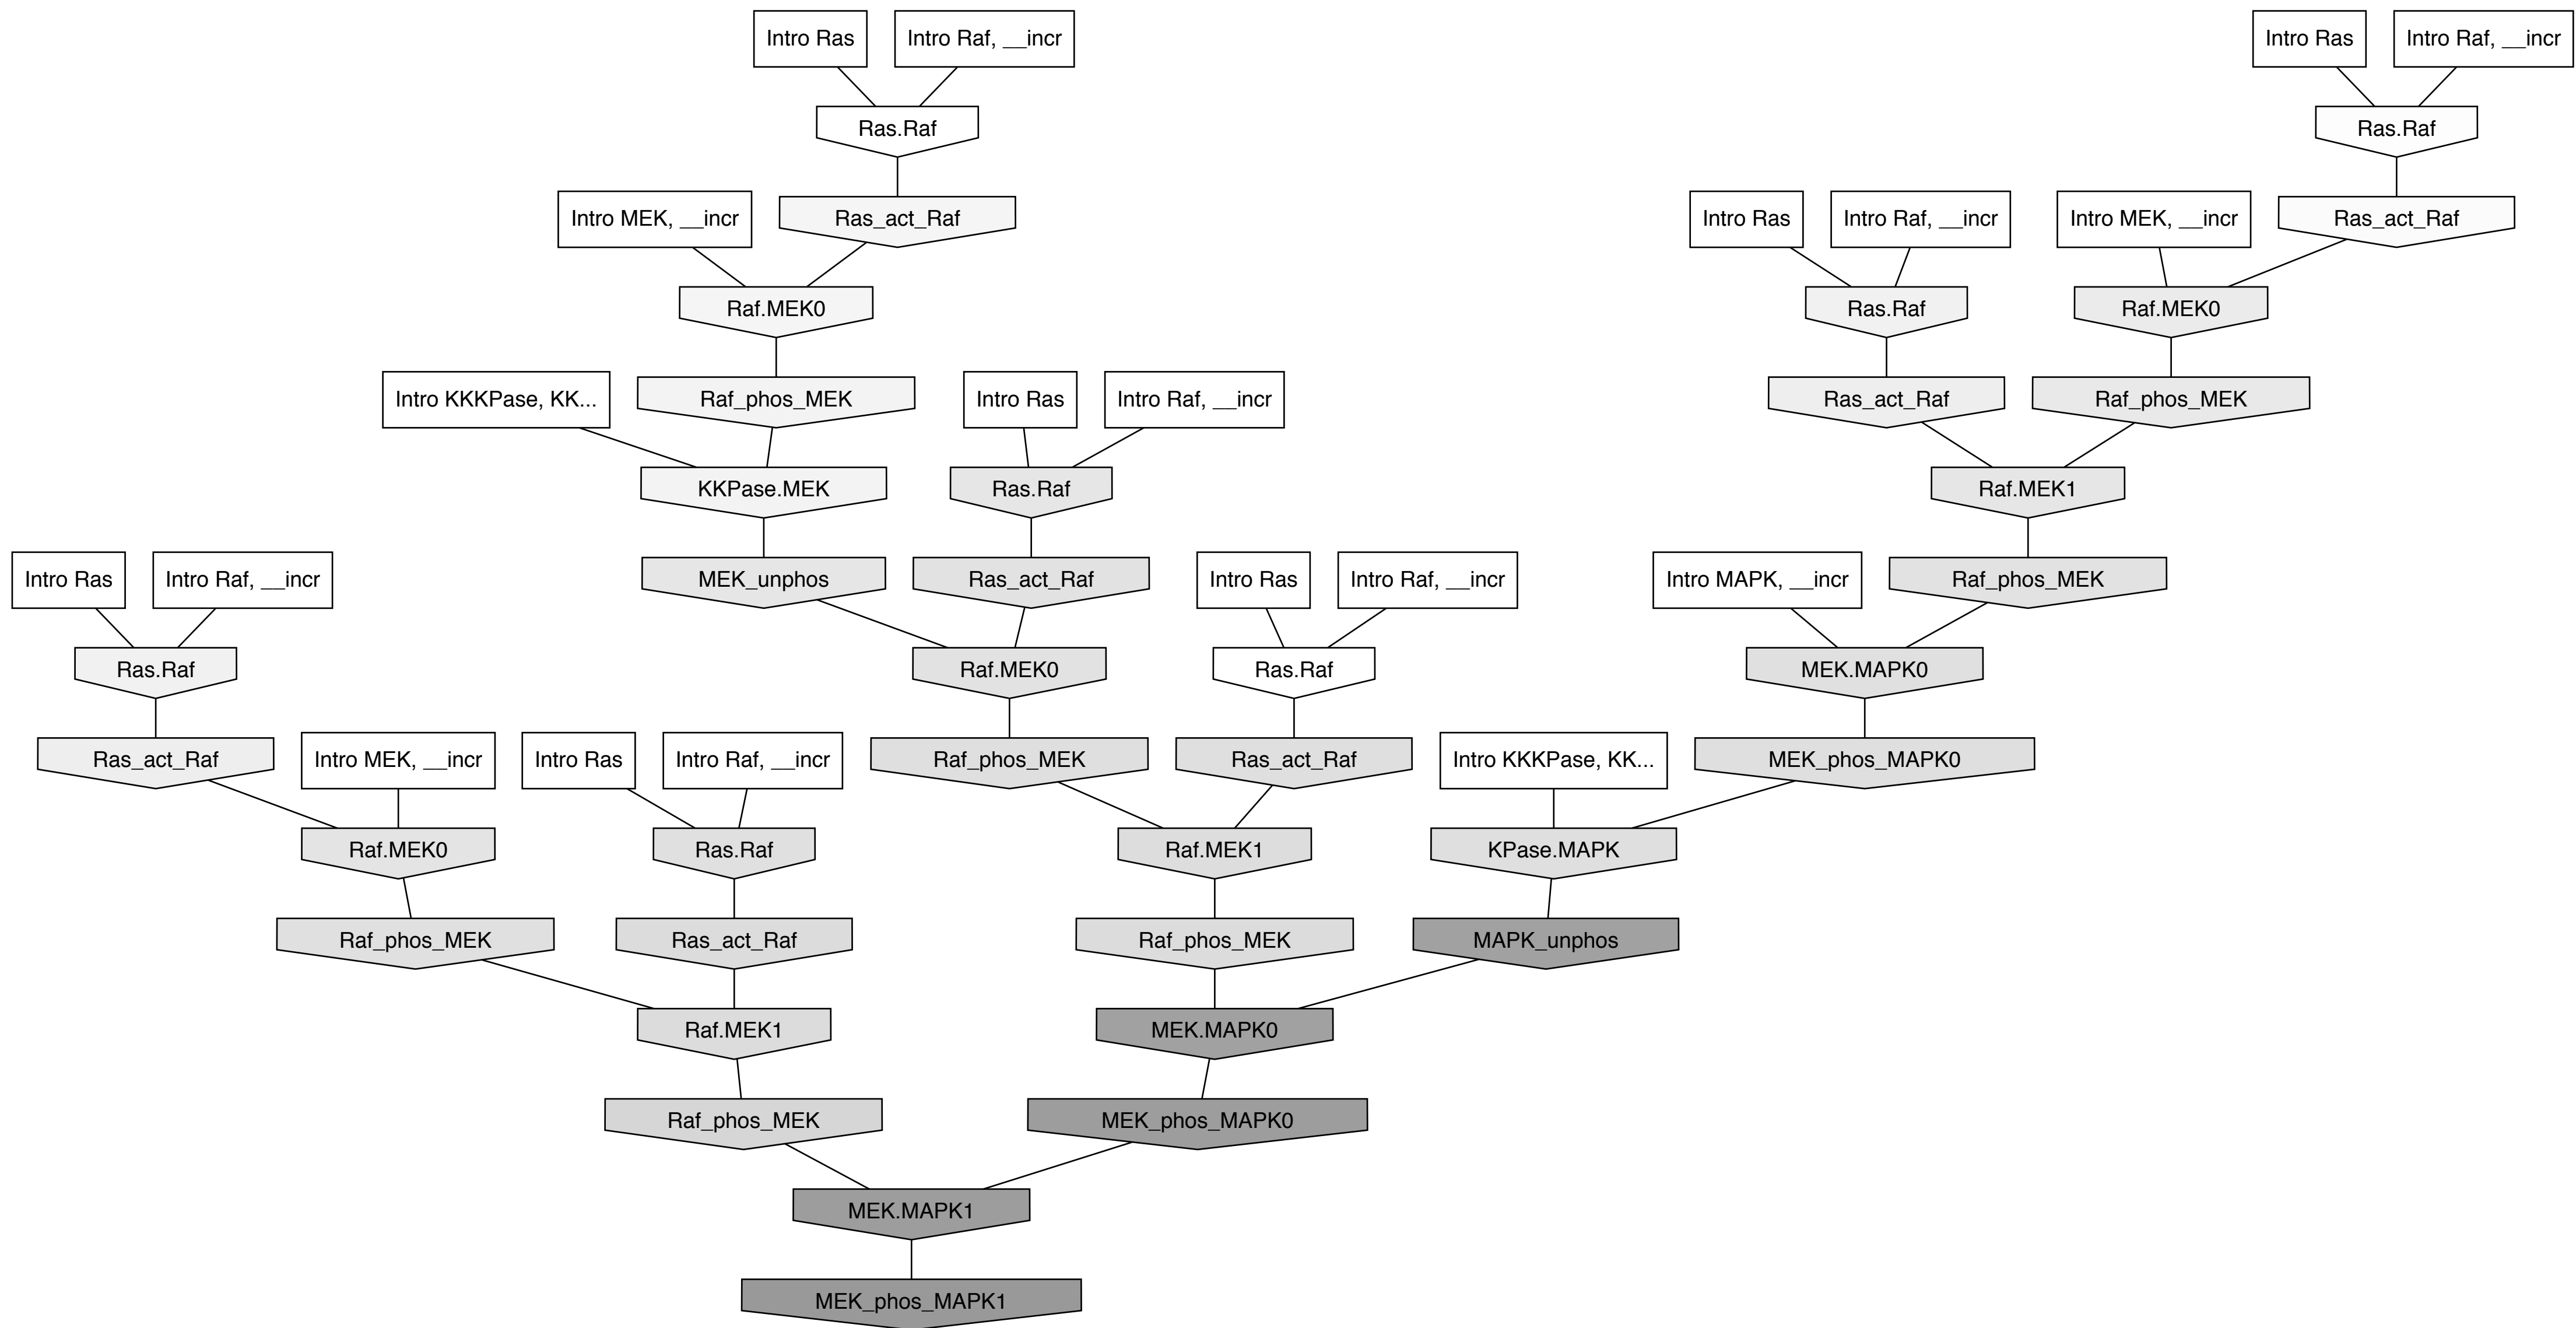 Intro Ras
Intro Raf, __incr
Intro Ras
Intro Raf, __incr
Ras.Raf
Ras.Raf
Intro MEK, __incr
Ras_act_Raf
Intro Ras
Intro Raf, __incr
Intro MEK, __incr
Ras_act_Raf
Raf.MEK0
Ras.Raf
Raf.MEK0
Intro KKKPase, KK...
Raf_phos_MEK
Intro Ras
Intro Raf, __incr
Ras_act_Raf
Raf_phos_MEK
KKPase.MEK
Ras.Raf
Raf.MEK1
Intro Ras
Intro Raf, __incr
MEK_unphos
Ras_act_Raf
Intro Ras
Intro Raf, __incr
Intro MAPK, __incr
Raf_phos_MEK
Ras.Raf
Raf.MEK0
Ras.Raf
MEK.MAPK0
Ras_act_Raf
Intro MEK, __incr
Intro Ras
Intro Raf, __incr
Raf_phos_MEK
Ras_act_Raf
Intro KKKPase, KK...
MEK_phos_MAPK0
Raf.MEK0
Ras.Raf
Raf.MEK1
KPase.MAPK
Raf_phos_MEK
Ras_act_Raf
Raf_phos_MEK
MAPK_unphos
Raf.MEK1
MEK.MAPK0
Raf_phos_MEK
MEK_phos_MAPK0
MEK.MAPK1
MEK_phos_MAPK1